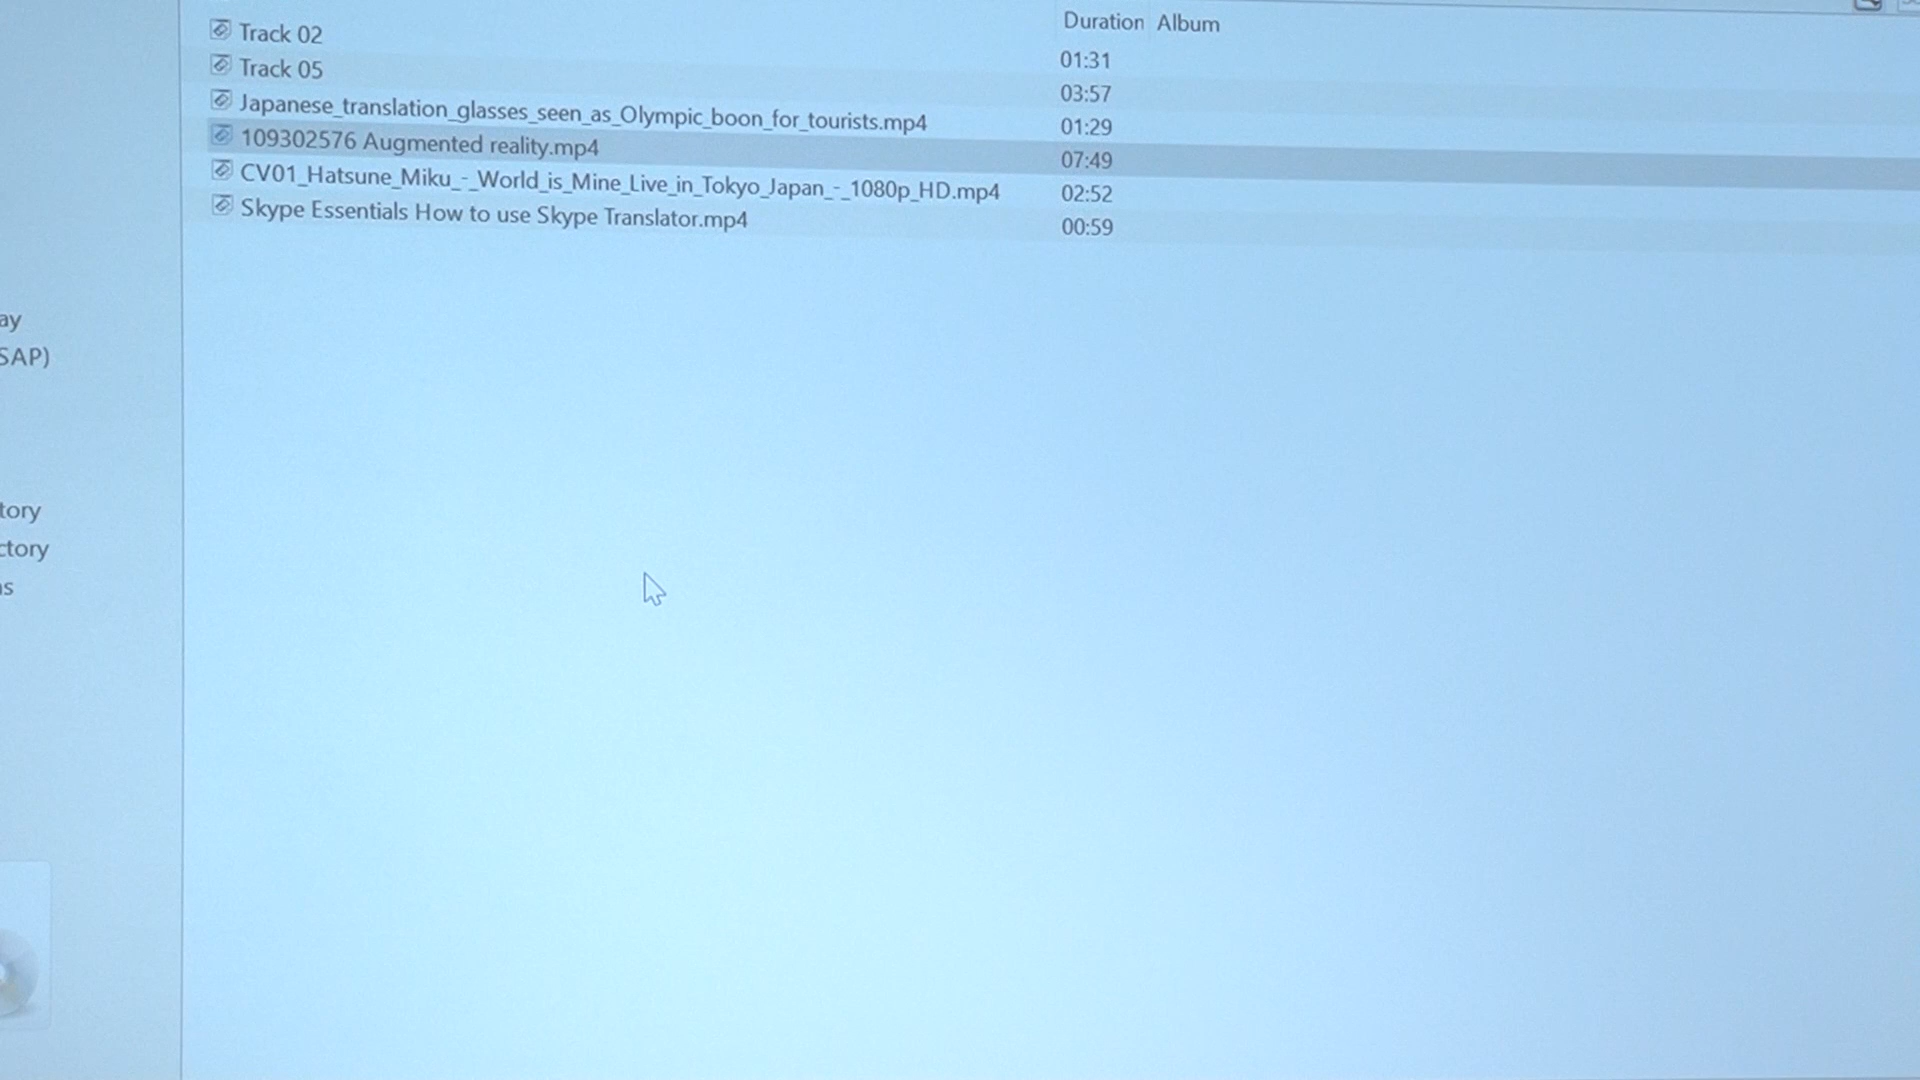 Duration Album
Track 02 01:31
Track 05 03:57
Japanese_translation_glasses_seen_as_Olympic_boon_for_tourists.mp4 01:29
109302576 Augmented reality.mp4 07:49
CV01_Hatsune_Miku_-_World_is_Mine_Live_in_Tokyo_Japan_-_1080p_HD.mp4 02:52
Skype Essentials How to use Skype Translator.mp4 00:59
ay
SAP)
tory
ctory
s